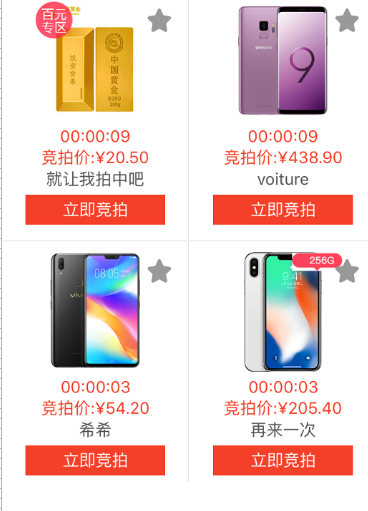 百元
专区
中国黄金
投资金条
9999
00:00:09
竞拍价:¥20.50
就让我拍中吧
立即竞拍
SAMSUNG
9
00:00:09
竞拍价:¥438.90
voiture
立即竞拍
vivo
08:05
00:00:03
竞拍价:¥54.20
希希
立即竞拍
256G
9:41
00:00:03
竞拍价:¥205.40
再来一次
立即竞拍